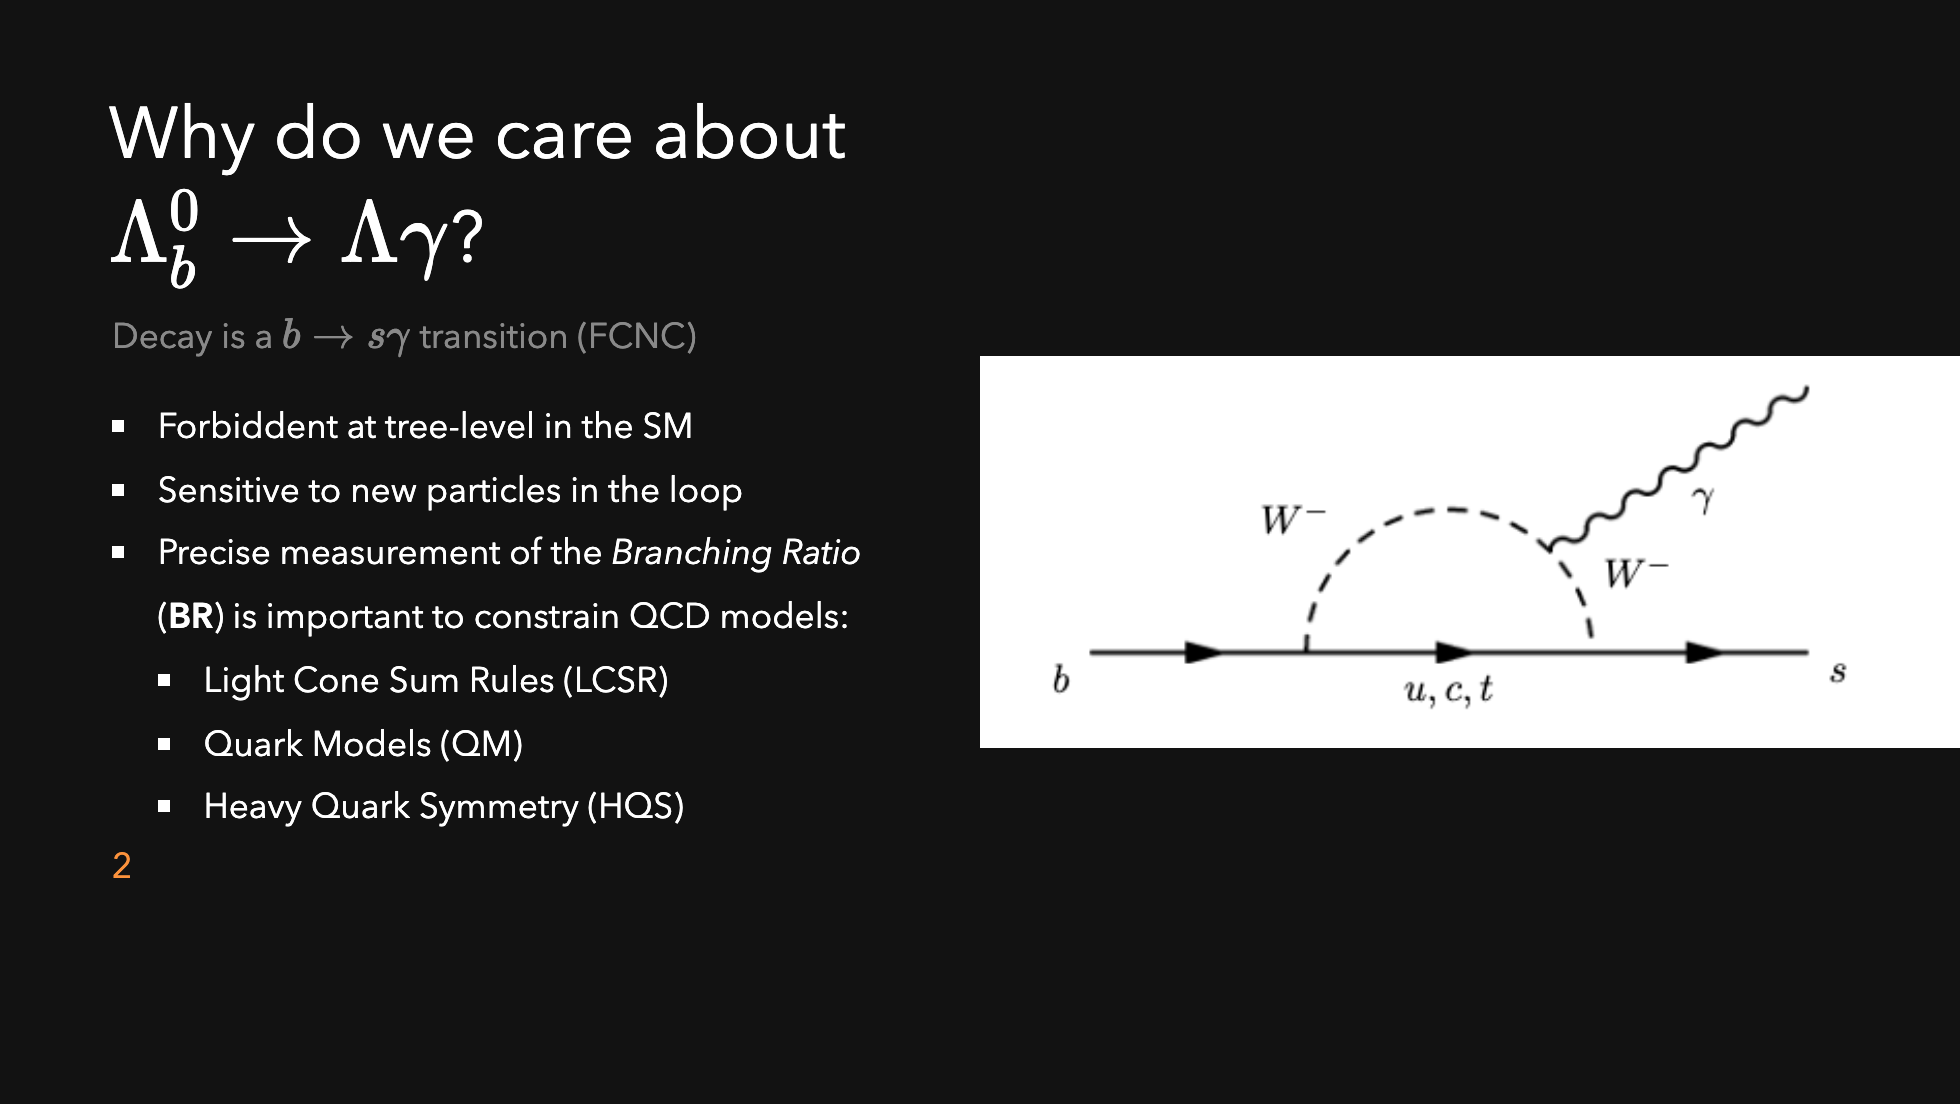 Why do we care about
Λ_b^0 → Λγ?
Decay is a b → sγ transition (FCNC)
▪ Forbiddent at tree-level in the SM
▪ Sensitive to new particles in the loop
▪ Precise measurement of the Branching Ratio
(BR) is important to constrain QCD models:
▪ Light Cone Sum Rules (LCSR)
▪ Quark Models (QM)
▪ Heavy Quark Symmetry (HQS)
2
γ
W⁻
W⁻
b
u, c, t
s